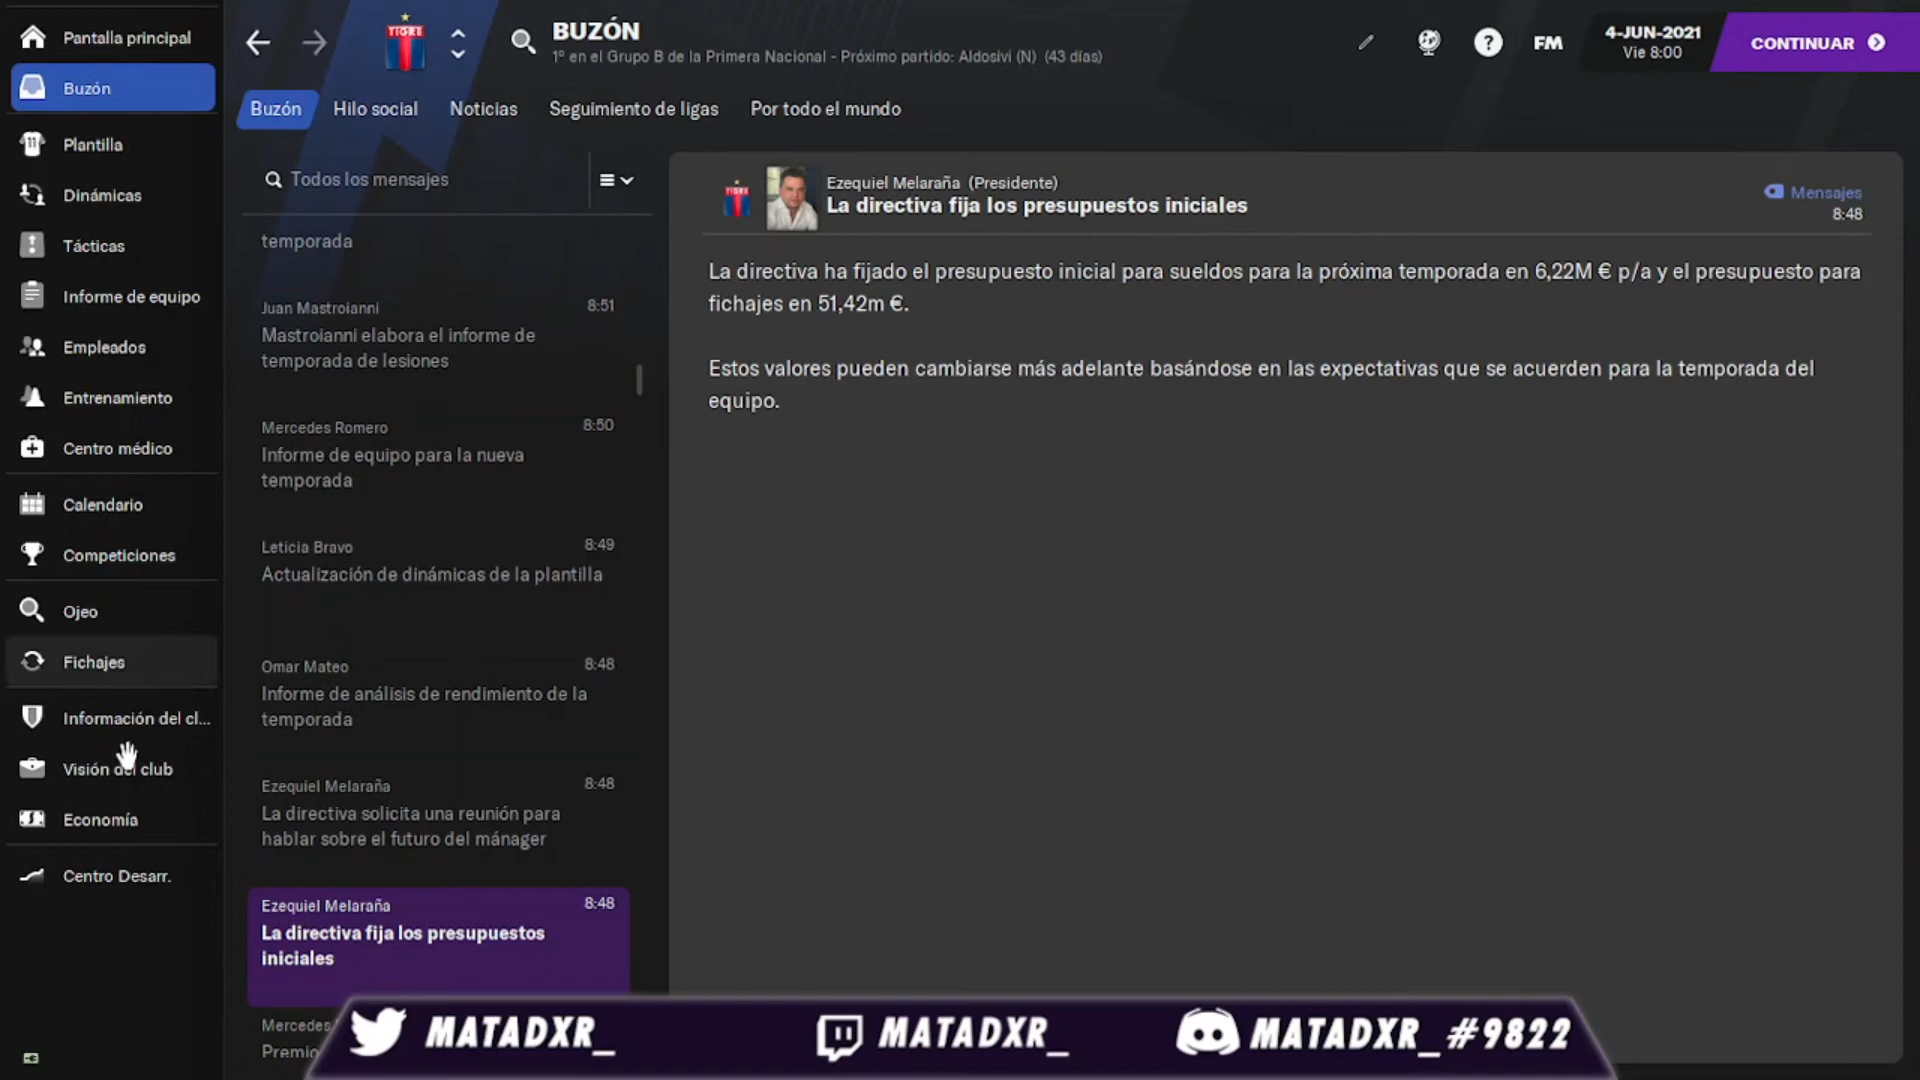 Pantalla principal
Buzón
Plantilla
Dinámicas
Tácticas
Informe de equipo
Empleados
Entrenamiento
Centro médico
Calendario
Competiciones
Ojeo
Fichajes
Información del cl...
Visión del club
Economía
Centro Desarr.
TIGRE
BUZÓN
1º en el Grupo B de la Primera Nacional - Próximo partido: Aldosivi (N) (43 días)
?
FM
4-JUN-2021
Vie 8:00
CONTINUAR
Buzón
Hilo social
Noticias
Seguimiento de ligas
Por todo el mundo
Todos los mensajes
temporada
Juan Mastroianni 8:51
Mastroianni elabora el informe de
temporada de lesiones
Mercedes Romero 8:50
Informe de equipo para la nueva
temporada
Leticia Bravo 8:49
Actualización de dinámicas de la plantilla
Omar Mateo 8:48
Informe de análisis de rendimiento de la
temporada
Ezequiel Melaraña 8:48
La directiva solicita una reunión para
hablar sobre el futuro del mánager
Ezequiel Melaraña 8:48
La directiva fija los presupuestos
iniciales
Mercedes
Premio
TIGRE
Ezequiel Melaraña (Presidente)
La directiva fija los presupuestos iniciales
Mensajes
8:48
La directiva ha fijado el presupuesto inicial para sueldos para la próxima temporada en 6,22M € p/a y el presupuesto para
fichajes en 51,42m €.
Estos valores pueden cambiarse más adelante basándose en las expectativas que se acuerden para la temporada del
equipo.
MATADXR_
MATADXR_
MATADXR_#9822